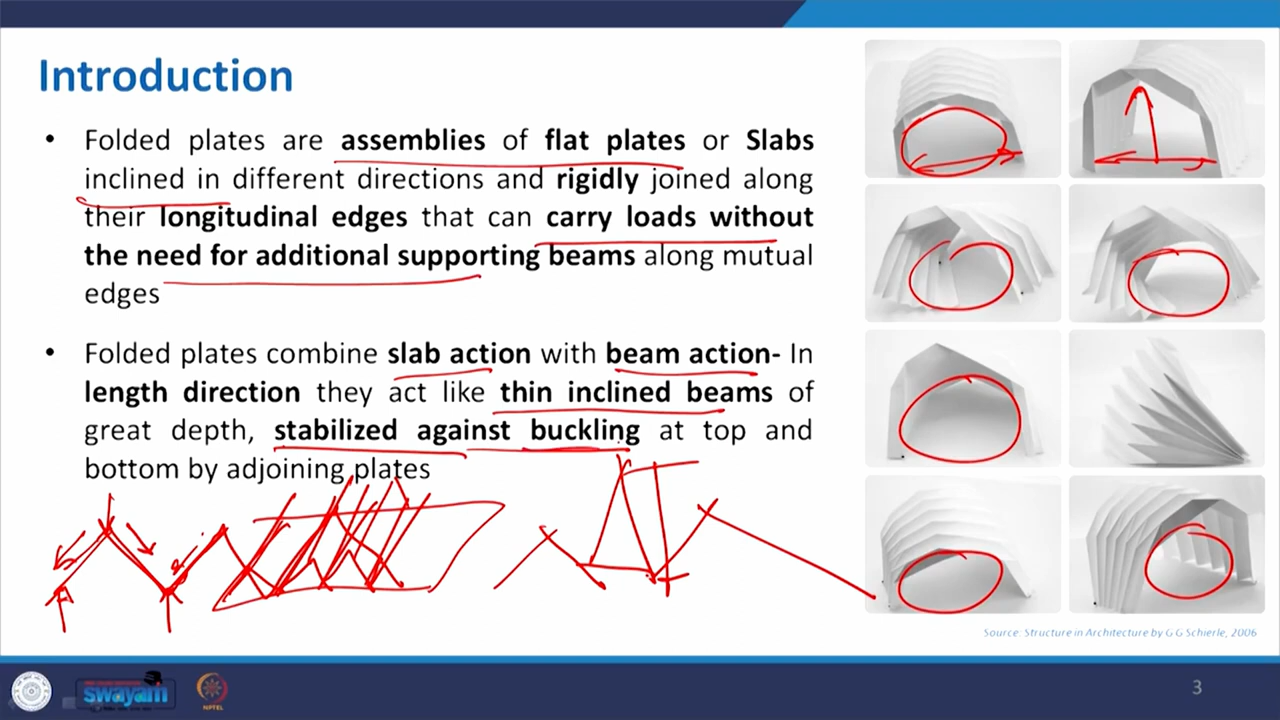 Introduction
• Folded plates are assemblies of flat plates or Slabs
inclined in different directions and rigidly joined along
their longitudinal edges that can carry loads without
the need for additional supporting beams along mutual
edges
• Folded plates combine slab action with beam action- In
length direction they act like thin inclined beams of
great depth, stabilized against buckling at top and
bottom by adjoining plates
Source: Structure in Architecture by G G Schierle, 2006
swayam
NPTEL
3